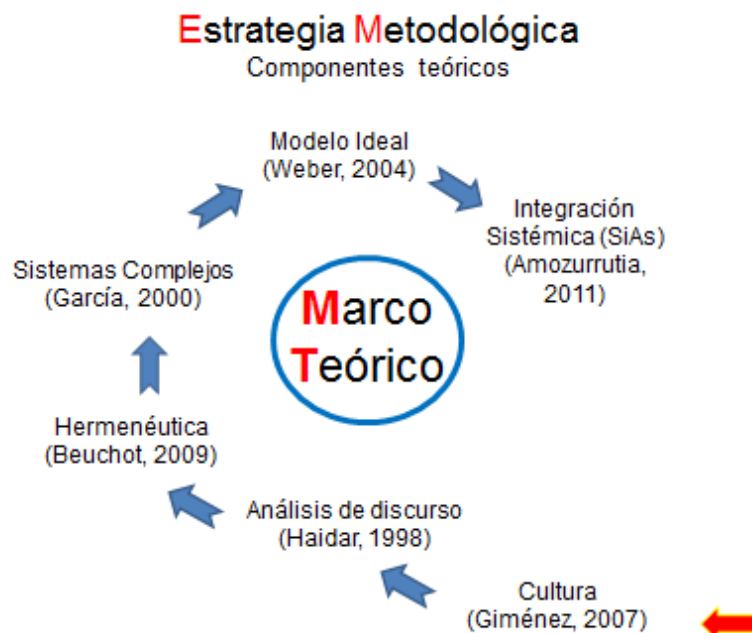 Estrategia Metodológica
Componentes teóricos
Modelo Ideal
(Weber, 2004)
Integración
Sistémica (SiAs)
(Amozurrutia,
2011)
Sistemas Complejos
(García, 2000)
Marco
Teórico
Hermenéutica
(Beuchot, 2009)
Análisis de discurso
(Haidar, 1998)
Cultura
(Giménez, 2007)